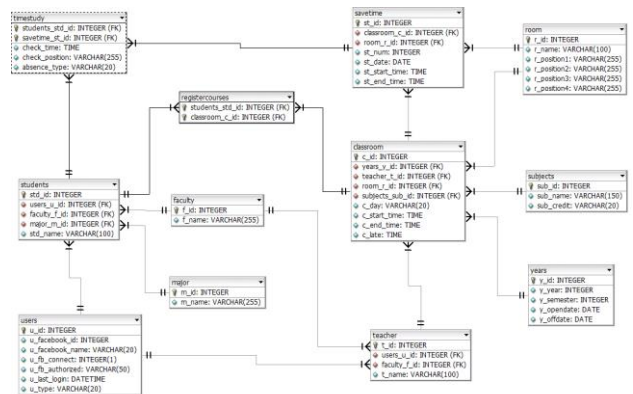 timestudy
students_std_id: INTEGER (FK)
savetime_st_id: INTEGER (FK)
check_time: TIME
check_position: VARCHAR(255)
absence_type: VARCHAR(20)
savetime
st_id: INTEGER
classroom_c_id: INTEGER (FK)
room_r_id: INTEGER (FK)
st_num: INTEGER
st_date: DATE
st_start_time: TIME
st_end_time: TIME
room
r_id: INTEGER
r_name: VARCHAR(100)
r_position1: VARCHAR(255)
r_position2: VARCHAR(255)
r_position3: VARCHAR(255)
r_position4: VARCHAR(255)
registercourses
students_std_id: INTEGER (FK)
classroom_c_id: INTEGER (FK)
classroom
c_id: INTEGER
years_y_id: INTEGER (FK)
teacher_t_id: INTEGER (FK)
room_r_id: INTEGER (FK)
subjects_sub_id: INTEGER (FK)
c_day: VARCHAR(20)
c_start_time: TIME
c_end_time: TIME
c_late: TIME
students
std_id: INTEGER
users_u_id: INTEGER (FK)
faculty_f_id: INTEGER (FK)
major_m_id: INTEGER (FK)
std_name: VARCHAR(100)
faculty
f_id: INTEGER
f_name: VARCHAR(255)
subjects
sub_id: INTEGER
sub_name: VARCHAR(150)
sub_credit: VARCHAR(20)
major
m_id: INTEGER
m_name: VARCHAR(255)
years
y_id: INTEGER
y_year: INTEGER
y_semester: INTEGER
y_opendate: DATE
y_offdate: DATE
users
u_id: INTEGER
u_facebook_id: INTEGER
u_facebook_name: VARCHAR(20)
u_fb_connect: INTEGER(1)
u_fb_authorized: VARCHAR(50)
u_last_login: DATETIME
u_type: VARCHAR(20)
teacher
t_id: INTEGER
users_u_id: INTEGER (FK)
faculty_f_id: INTEGER (FK)
t_name: VARCHAR(100)